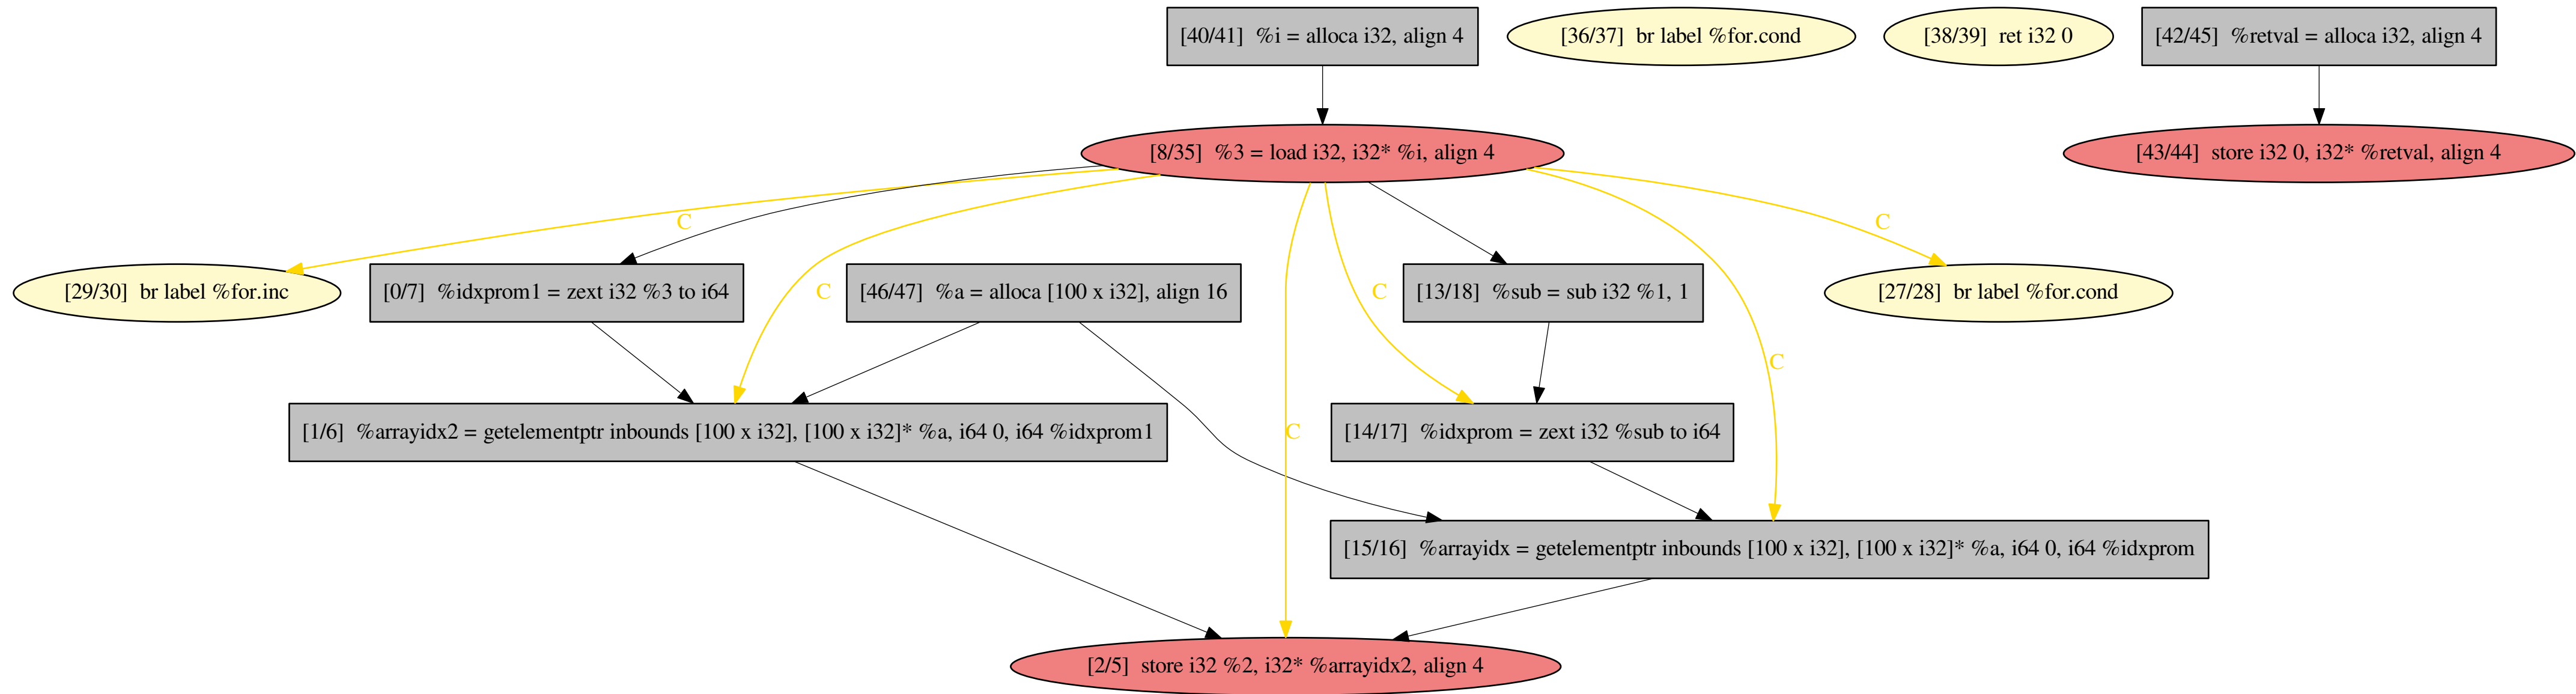 [40/41] %i = alloca i32, align 4
[36/37] br label %for.cond
[38/39] ret i32 0
[42/45] %retval = alloca i32, align 4
[8/35] %3 = load i32, i32* %i, align 4
[43/44] store i32 0, i32* %retval, align 4
C
C
[29/30] br label %for.inc
[0/7] %idxprom1 = zext i32 %3 to i64
C
[46/47] %a = alloca [100 x i32], align 16
C
[13/18] %sub = sub i32 %1, 1
[27/28] br label %for.cond
C
[1/6] %arrayidx2 = getelementptr inbounds [100 x i32], [100 x i32]* %a, i64 0, i64 %idxprom1
C
[14/17] %idxprom = zext i32 %sub to i64
[15/16] %arrayidx = getelementptr inbounds [100 x i32], [100 x i32]* %a, i64 0, i64 %idxprom
[2/5] store i32 %2, i32* %arrayidx2, align 4